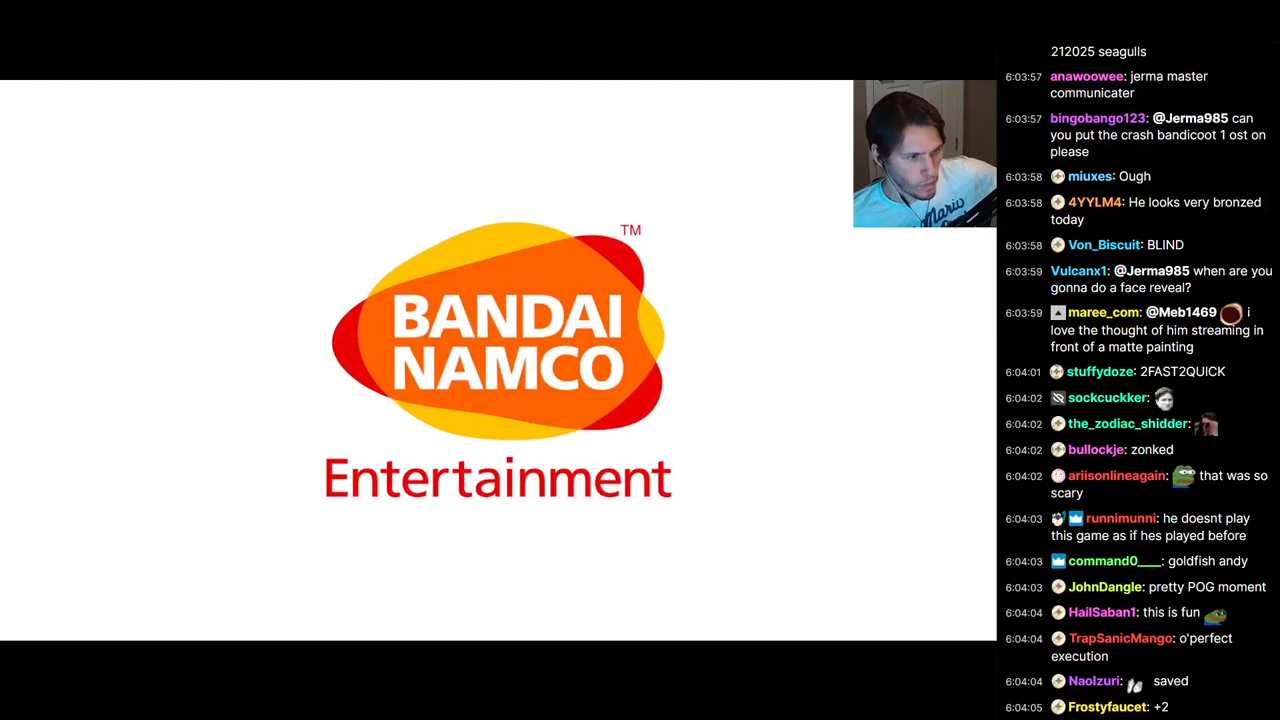 TM
BANDAI
NAMCO
Entertainment
Mario
212025 seagulls
6:03:57 anawoowee: jerma master
communicater
6:03:57 bingobango123: @Jerma985 can
you put the crash bandicoot 1 ost on
please
6:03:58 miuxes: Ough
6:03:58 4YYLM4: He looks very bronzed
today
6:03:58 Von_Biscuit: BLIND
6:03:59 Vulcanx1: @Jerma985 when are you
gonna do a face reveal?
6:03:59 maree_com: @Meb1469 i
love the thought of him streaming in
front of a matte painting
6:04:01 stuffydoze: 2FAST2QUICK
6:04:02 sockcuckker:
6:04:02 the_zodiac_shidder:
6:04:02 bullockje: zonked
6:04:02 ariisonlineagain: that was so
scary
6:04:03 runnimunni: he doesnt play
this game as if hes played before
6:04:03 command0____: goldfish andy
6:04:03 JohnDangle: pretty POG moment
6:04:04 HailSaban1: this is fun
6:04:04 TrapSanicMango: o'perfect
execution
6:04:04 NaoIzuri: saved
6:04:05 Frostyfaucet: +2